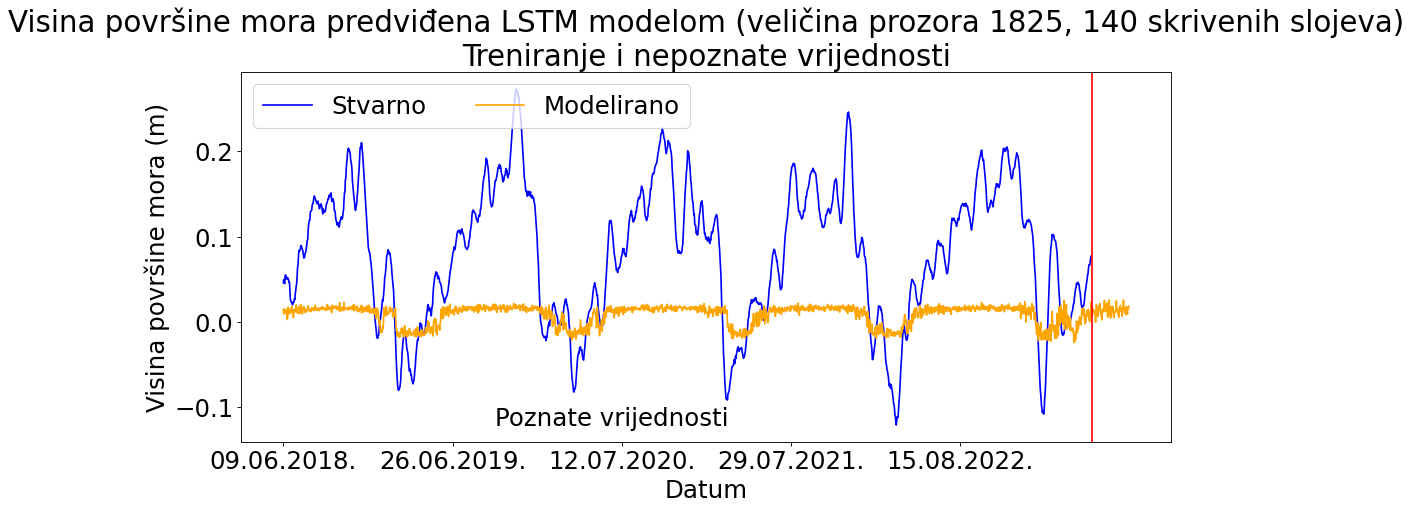 Visina površine mora predviđena LSTM modelom (veličina prozora 1825, 140 skrivenih slojeva)
Treniranje i nepoznate vrijednosti
Stvarno Modelirano
Visina površine mora (m)
0.2
0.1
0.0
−0.1
Poznate vrijednosti
09.06.2018. 26.06.2019. 12.07.2020. 29.07.2021. 15.08.2022.
Datum